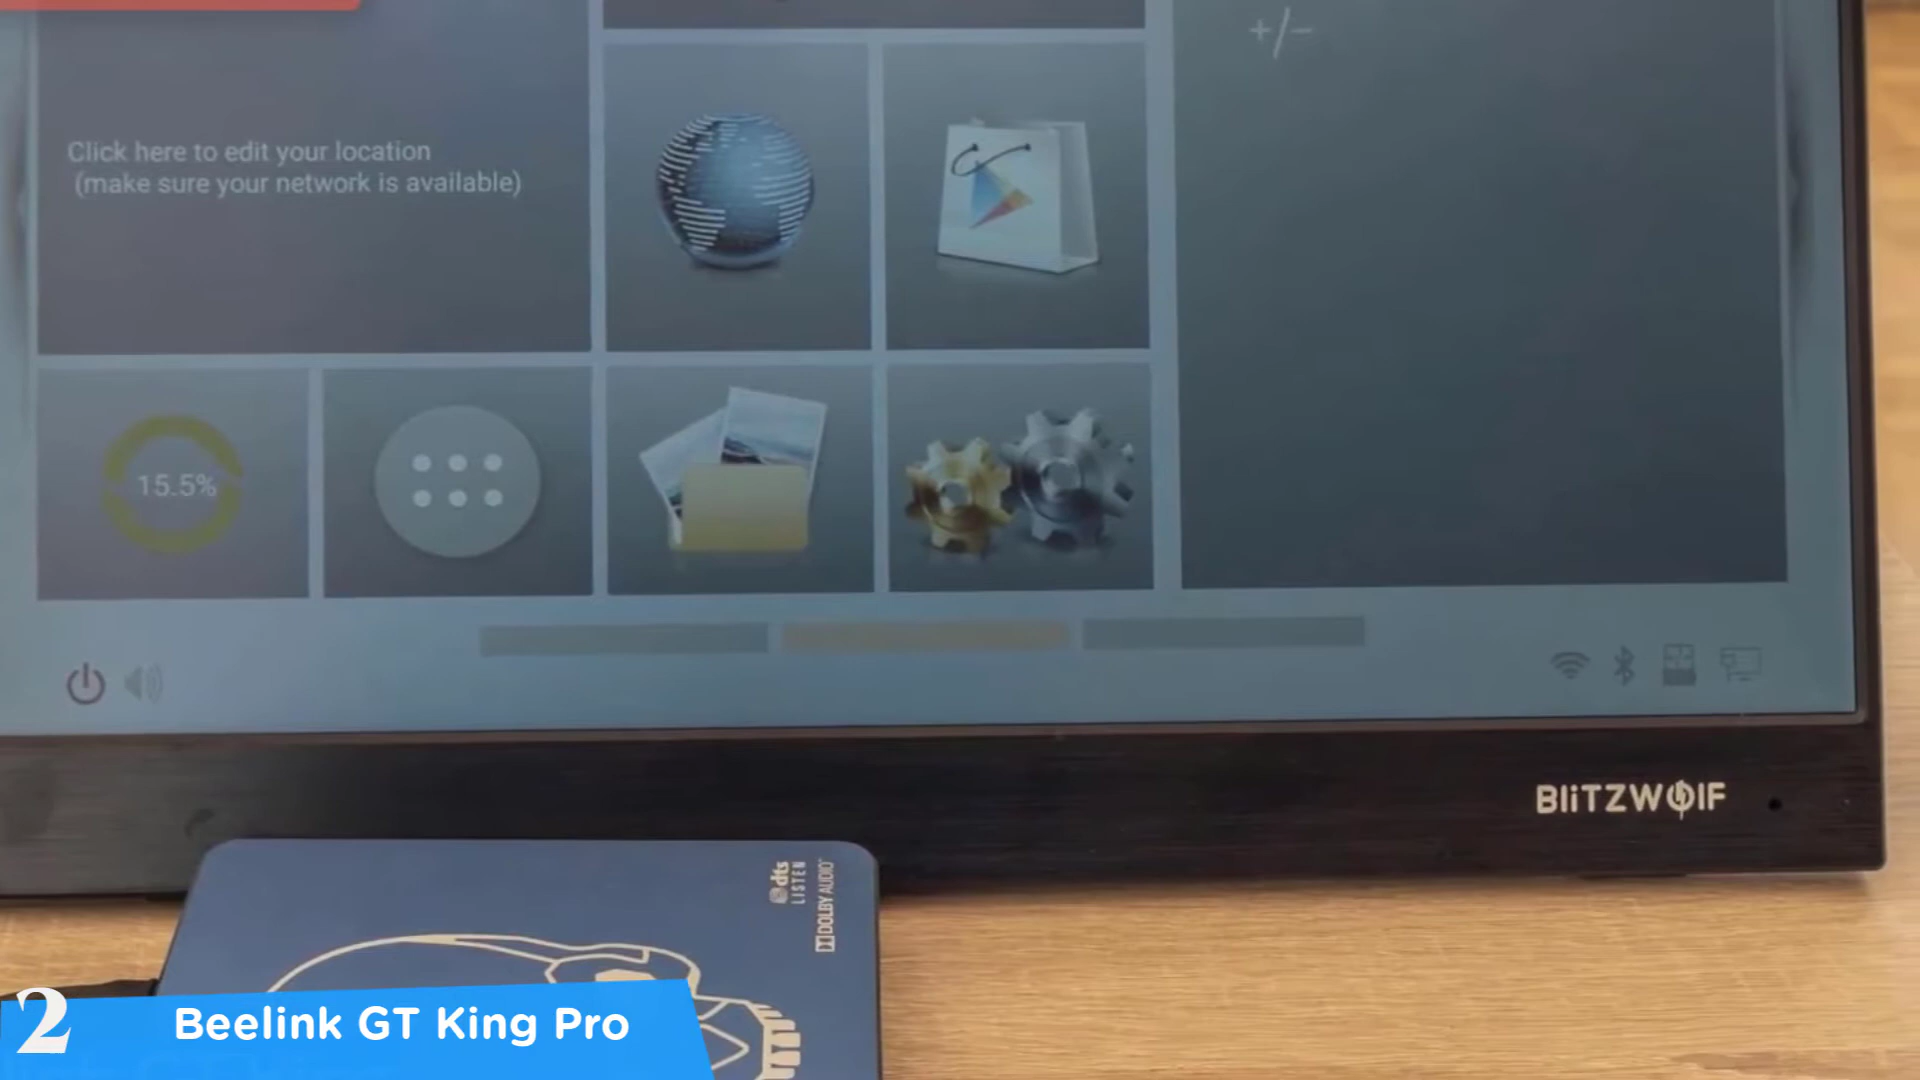 +/−
Click here to edit your location
(make sure your network is available)
15.5%
BliTZWOlF
dts
LISTEN
DOLBY AUDIO™
2
Beelink GT King Pro